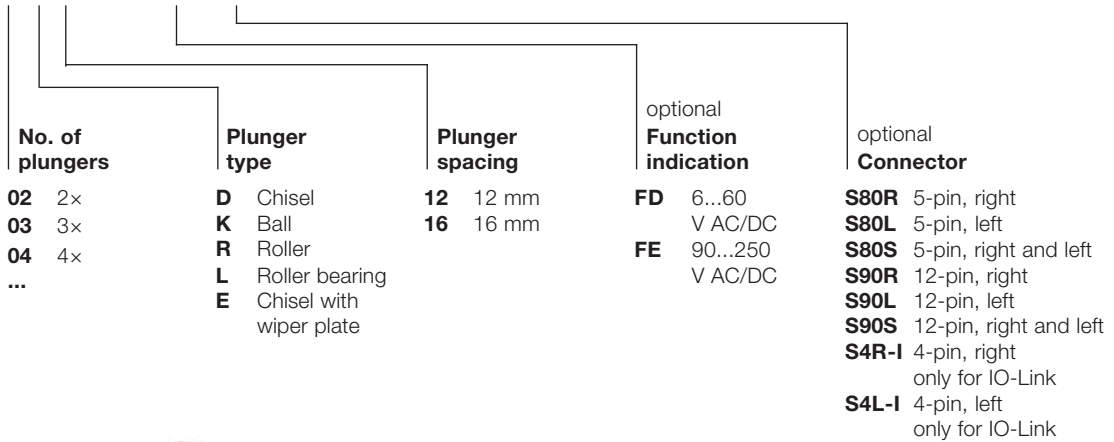 No. of
plungers
02 2×
03 3×
04 4×
...
Plunger
type
D Chisel
K Ball
R Roller
L Roller bearing
E Chisel with
wiper plate
Plunger
spacing
12 12 mm
16 16 mm
optional
Function
indication
FD 6...60
V AC/DC
FE 90...250
V AC/DC
optional
Connector
S80R 5-pin, right
S80L 5-pin, left
S80S 5-pin, right and left
S90R 12-pin, right
S90L 12-pin, left
S90S 12-pin, right and left
S4R-I 4-pin, right
only for IO-Link
S4L-I 4-pin, left
only for IO-Link